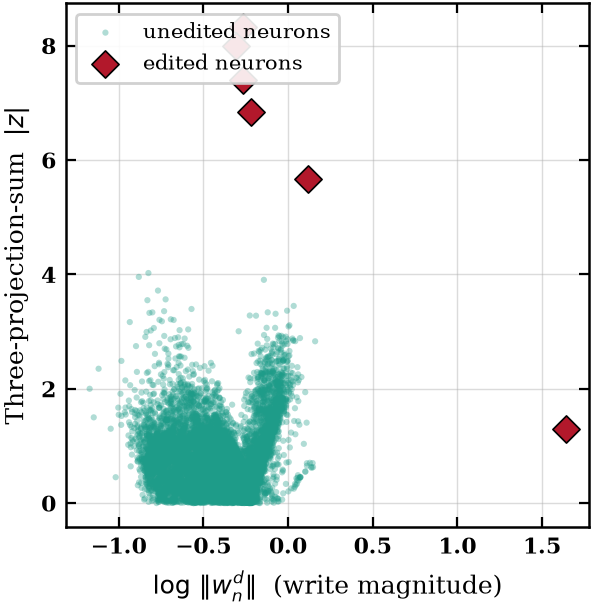 unedited neurons
edited neurons
Three-projection-sum |z|
8
6
4
2
0
−1.0 −0.5 0.0 0.5 1.0 1.5
log ‖wₙᵈ‖ (write magnitude)